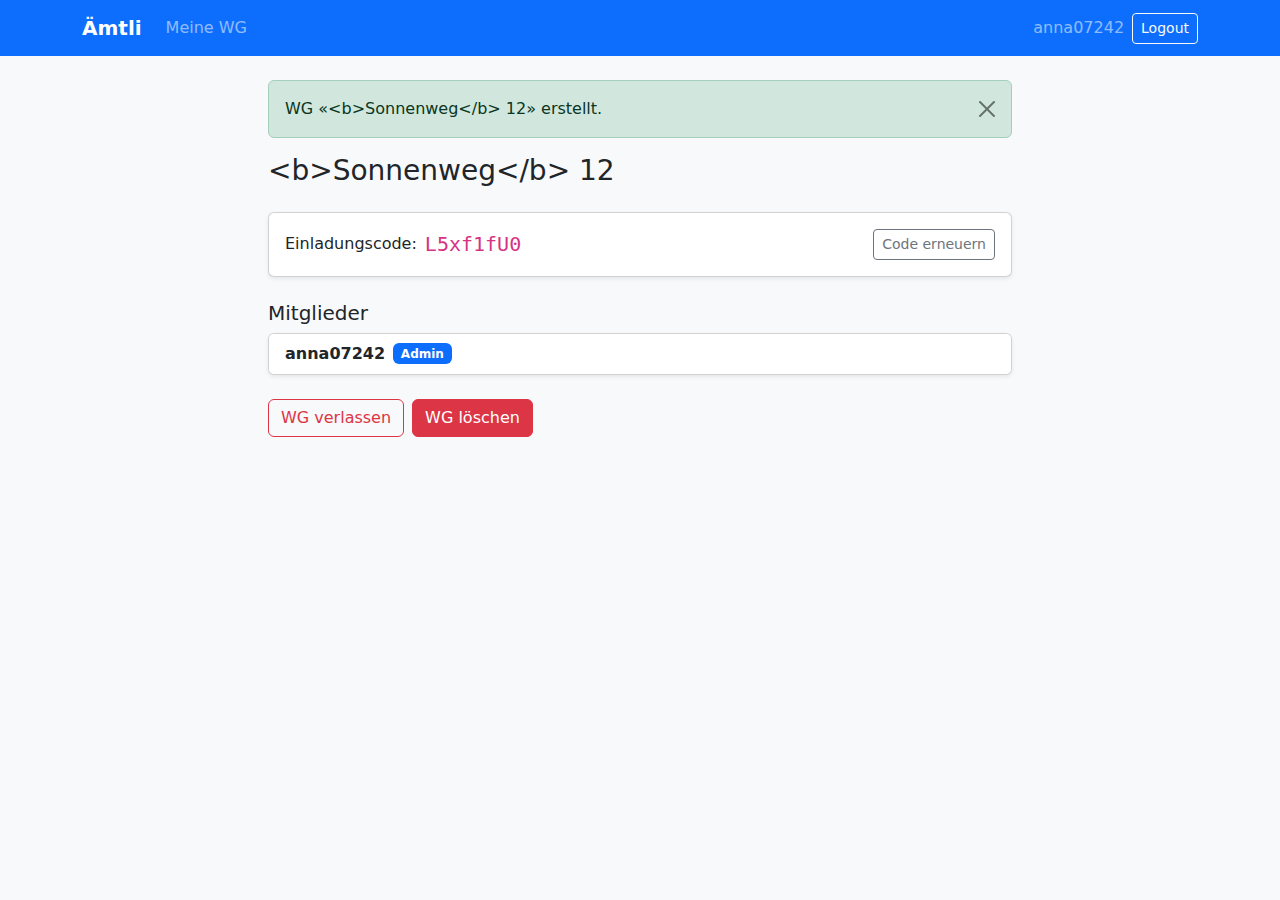 Ämtli Meine WG anna07242 Logout
WG «<b>Sonnenweg</b> 12» erstellt.
<b>Sonnenweg</b> 12
Einladungscode: L5xf1fU0 Code erneuern
Mitglieder
anna07242 Admin
WG verlassen WG löschen